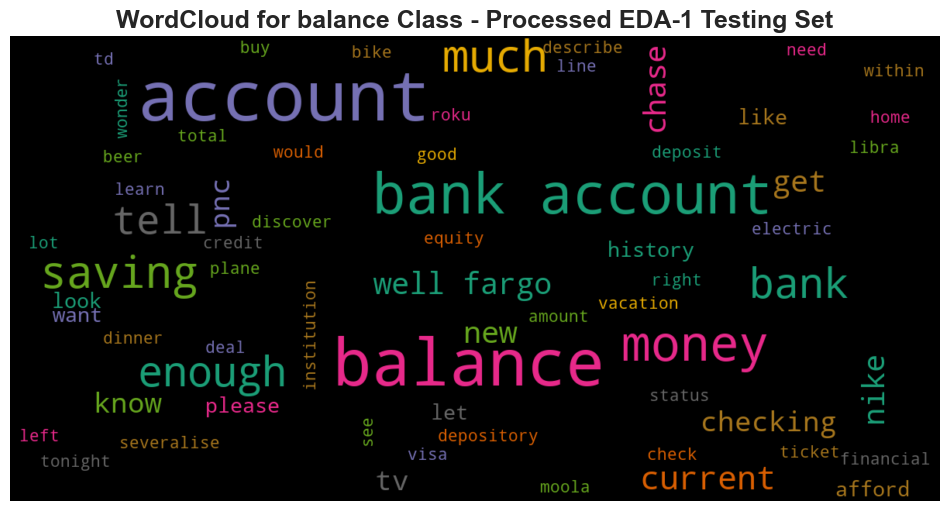 WordCloud for balance Class - Processed EDA-1 Testing Set
td
buy
bike
much
describe
line
chase
need
within
account
wonder
roku
like
home
total
beer
would
good
deposit
libra
learn
pnc
bank account
get
tell
discover
lot
credit
equity
history
electric
saving
plane
well fargo
right
bank
look
want
institution
vacation
amount
new
dinner
deal
balance
money
enough
nike
know
please
let
status
checking
left
severalise
see
depository
tonight
visa
check
ticket
financial
tv
moola
current
afford